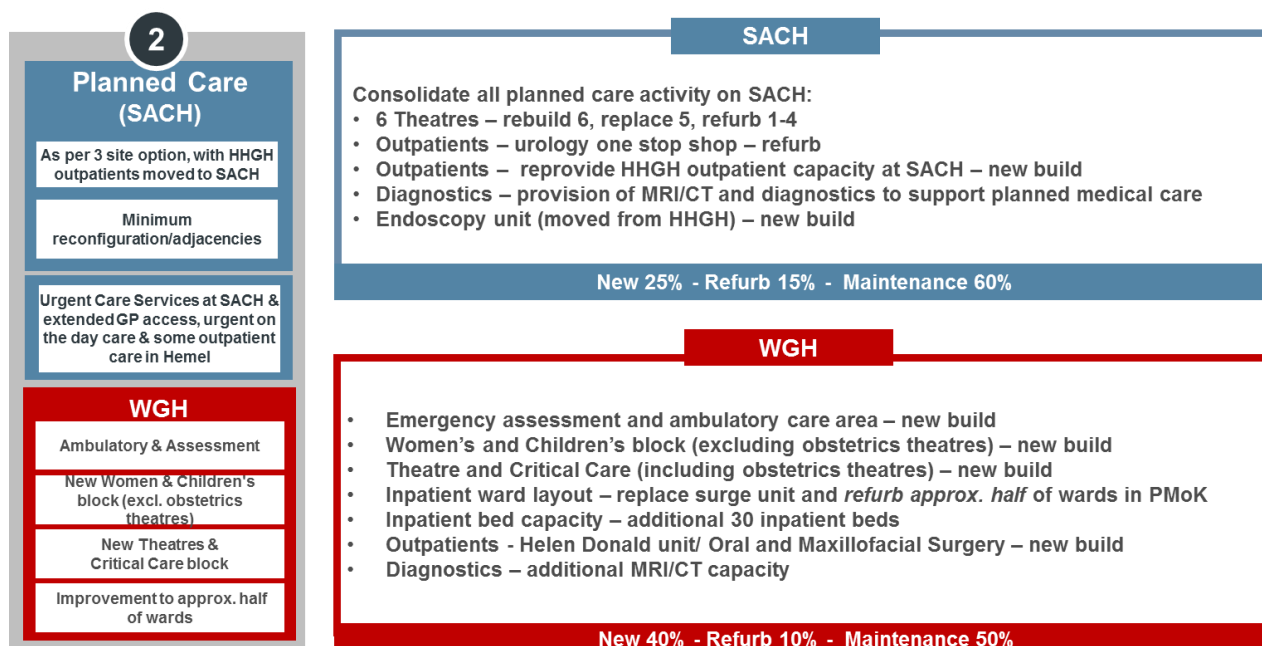 2
Planned Care
(SACH)
As per 3 site option, with HHGH
outpatients moved to SACH
Minimum
reconfiguration/adjacencies
Urgent Care Services at SACH &
extended GP access, urgent on
the day care & some outpatient
care in Hemel
WGH
Ambulatory & Assessment
New Women & Children's
block (excl. obstetrics
theatres)
New Theatres &
Critical Care block
Improvement to approx. half
of wards
SACH
Consolidate all planned care activity on SACH:
• 6 Theatres – rebuild 6, replace 5, refurb 1-4
• Outpatients – urology one stop shop – refurb
• Outpatients – reprovide HHGH outpatient capacity at SACH – new build
• Diagnostics – provision of MRI/CT and diagnostics to support planned medical care
• Endoscopy unit (moved from HHGH) – new build
New 25% - Refurb 15% - Maintenance 60%
WGH
• Emergency assessment and ambulatory care area – new build
• Women’s and Children’s block (excluding obstetrics theatres) – new build
• Theatre and Critical Care (including obstetrics theatres) – new build
• Inpatient ward layout – replace surge unit and refurb approx. half of wards in PMoK
• Inpatient bed capacity – additional 30 inpatient beds
• Outpatients - Helen Donald unit/ Oral and Maxillofacial Surgery – new build
• Diagnostics – additional MRI/CT capacity
New 40% - Refurb 10% - Maintenance 50%